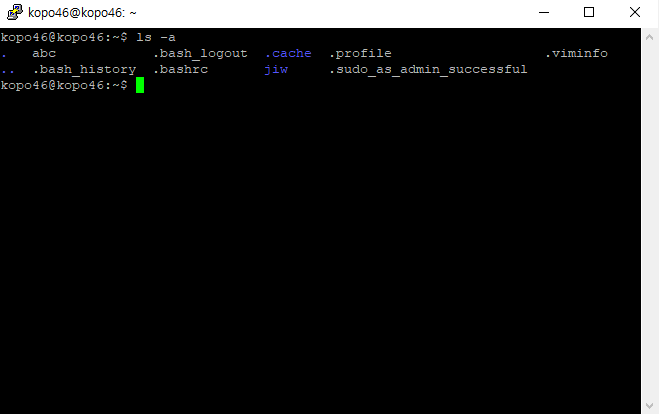 kopo46@kopo46: ~
kopo46@kopo46:~$ ls -a
.   abc            .bash_logout  .cache  .profile                   .viminfo
..  .bash_history  .bashrc       jiw     .sudo_as_admin_successful
kopo46@kopo46:~$